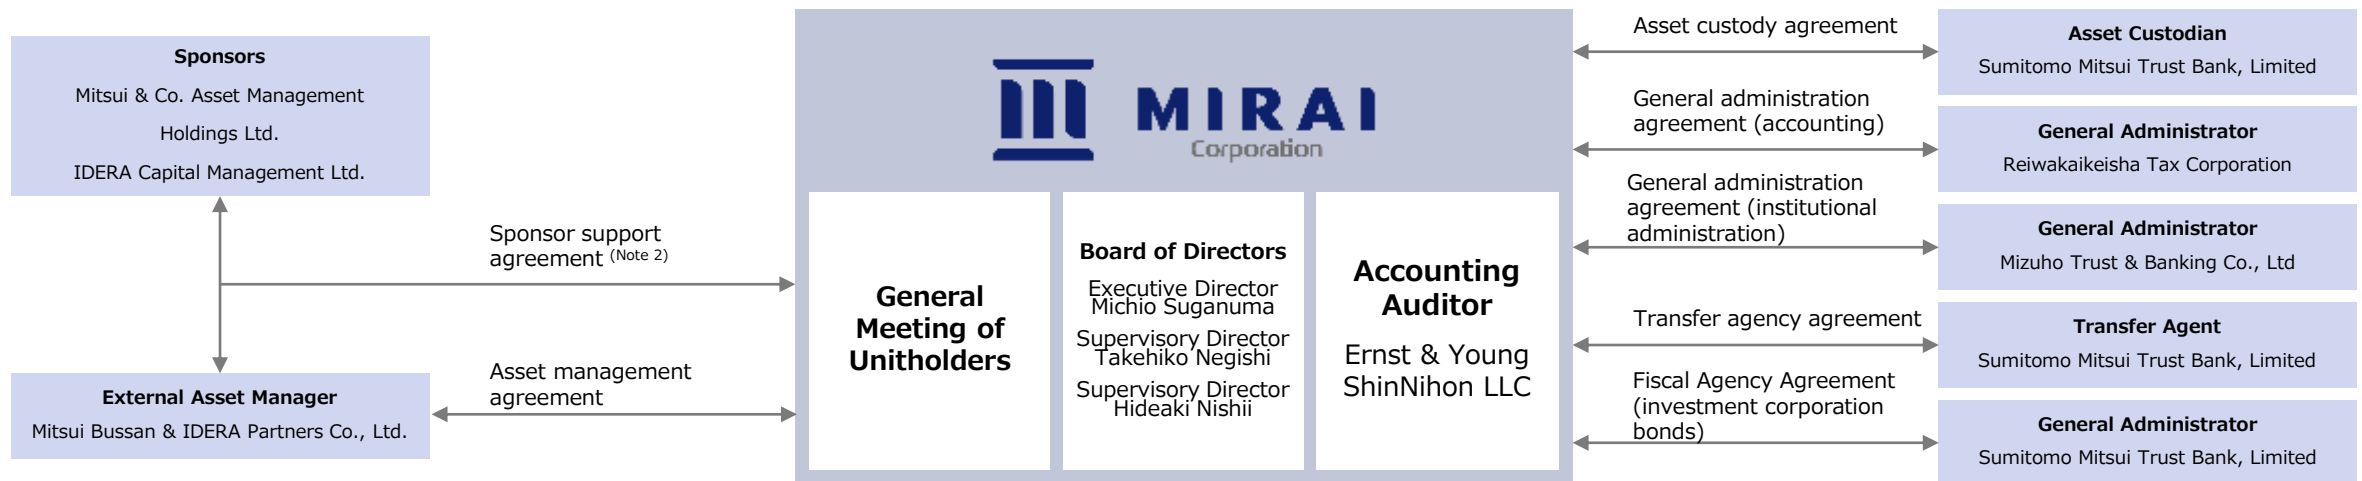 Sponsors
Mitsui & Co. Asset Management
Holdings Ltd.
IDERA Capital Management Ltd.
Sponsor support
agreement (Note 2)
External Asset Manager
Mitsui Bussan & IDERA Partners Co., Ltd.
Asset management
agreement
MIRAI
Corporation
General
Meeting of
Unitholders
Board of Directors
Executive Director
Michio Suganuma
Supervisory Director
Takehiko Negishi
Supervisory Director
Hideaki Nishii
Accounting
Auditor
Ernst & Young
ShinNihon LLC
Asset custody agreement
Asset Custodian
Sumitomo Mitsui Trust Bank, Limited
General administration
agreement (accounting)
General Administrator
Reiwakaikeisha Tax Corporation
General administration
agreement (institutional
administration)
General Administrator
Mizuho Trust & Banking Co., Ltd
Transfer agency agreement
Transfer Agent
Sumitomo Mitsui Trust Bank, Limited
Fiscal Agency Agreement
(investment corporation
bonds)
General Administrator
Sumitomo Mitsui Trust Bank, Limited